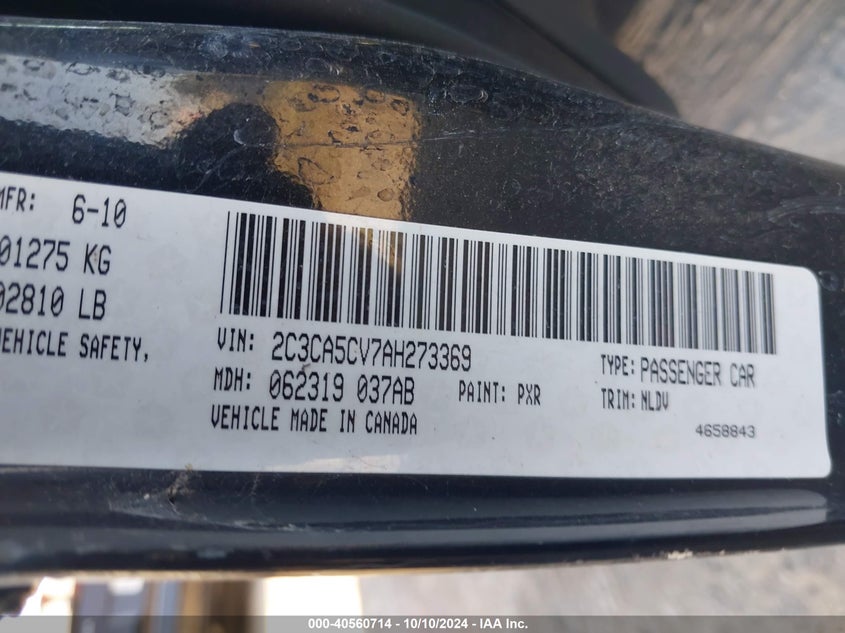 MFR: 6-10
01275 KG
02810 LB
VEHICLE SAFETY,
VIN: 2C3CA5CV7AH273369
TYPE: PASSENGER CAR
MDH: 062319 037AB
PAINT: PXR
TRIM: NLDV
VEHICLE MADE IN CANADA
4658843
000-40560714 - 10/10/2024 - IAA Inc.